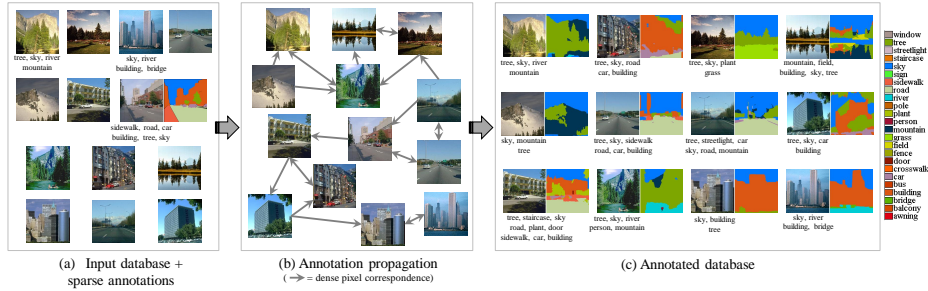 tree, sky, river
mountain
sky, river
building, bridge
sidewalk, road, car
building, tree, sky
(a) Input database +
sparse annotations
(b) Annotation propagation
( = dense pixel correspondence)
tree, sky, river
mountain
tree, sky, road
car, building
tree, sky, plant
grass
mountain, field,
building, sky, tree
sky, mountain
tree
tree, sky, sidewalk
road, car, building
tree, streetlight, car
sky, road, mountain
tree, sky, car
building
tree, staircase, sky
road, plant, door
sidewalk, car, building
tree, sky, river
person, mountain
sky, building
tree
sky, river
building, bridge
(c) Annotated database
window
tree
streetlight
staircase
sky
sign
sidewalk
road
river
pole
plant
person
mountain
grass
field
fence
door
crosswalk
car
bus
building
bridge
balcony
awning